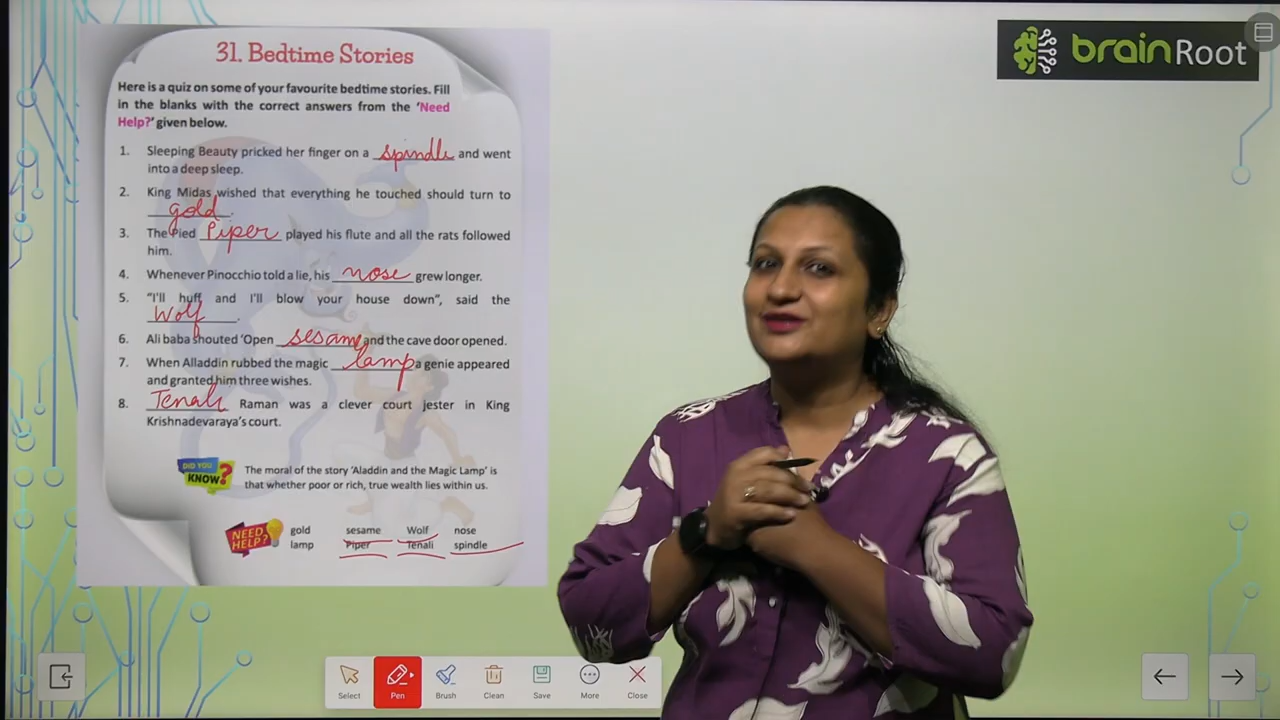 brainRoot
31. Bedtime Stories
Here is a quiz on some of your favourite bedtime stories. Fill
in the blanks with the correct answers from the 'Need
Help?' given below.
1. Sleeping Beauty pricked her finger on a spindle and went
into a deep sleep.
2. King Midas wished that everything he touched should turn to
gold.
3. The Pied Piper played his flute and all the rats followed
him.
4. Whenever Pinocchio told a lie, his nose grew longer.
5. "I'll huff and I'll blow your house down", said the
Wolf.
6. Ali baba shouted 'Open sesame and the cave door opened.
7. When Alladdin rubbed the magic lamp a genie appeared
and granted him three wishes.
8. Tenali Raman was a clever court jester in King
Krishnadevaraya's court.
DID YOU
KNOW?
The moral of the story 'Aladdin and the Magic Lamp' is
that whether poor or rich, true wealth lies within us.
NEED
HELP?
gold sesame Wolf nose
lamp Piper Tenali spindle
Select Pen Brush Clean Save More Close